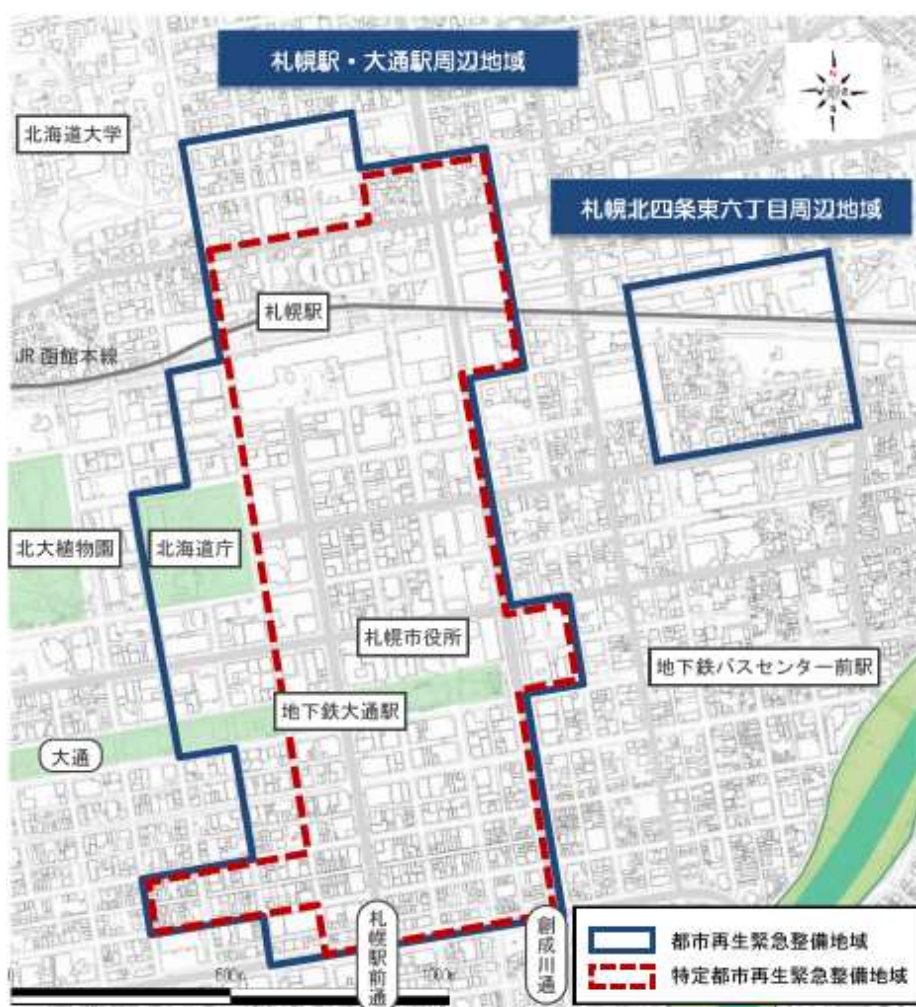 札幌駅・大通駅周辺地域
N
北海道大学
札幌北四条東六丁目周辺地域
札幌駅
JR函館本線
北大植物園
北海道庁
札幌市役所
地下鉄バスセンター前駅
地下鉄大通駅
大通
札幌駅前通
創成川通
都市再生緊急整備地域
特定都市再生緊急整備地域
0